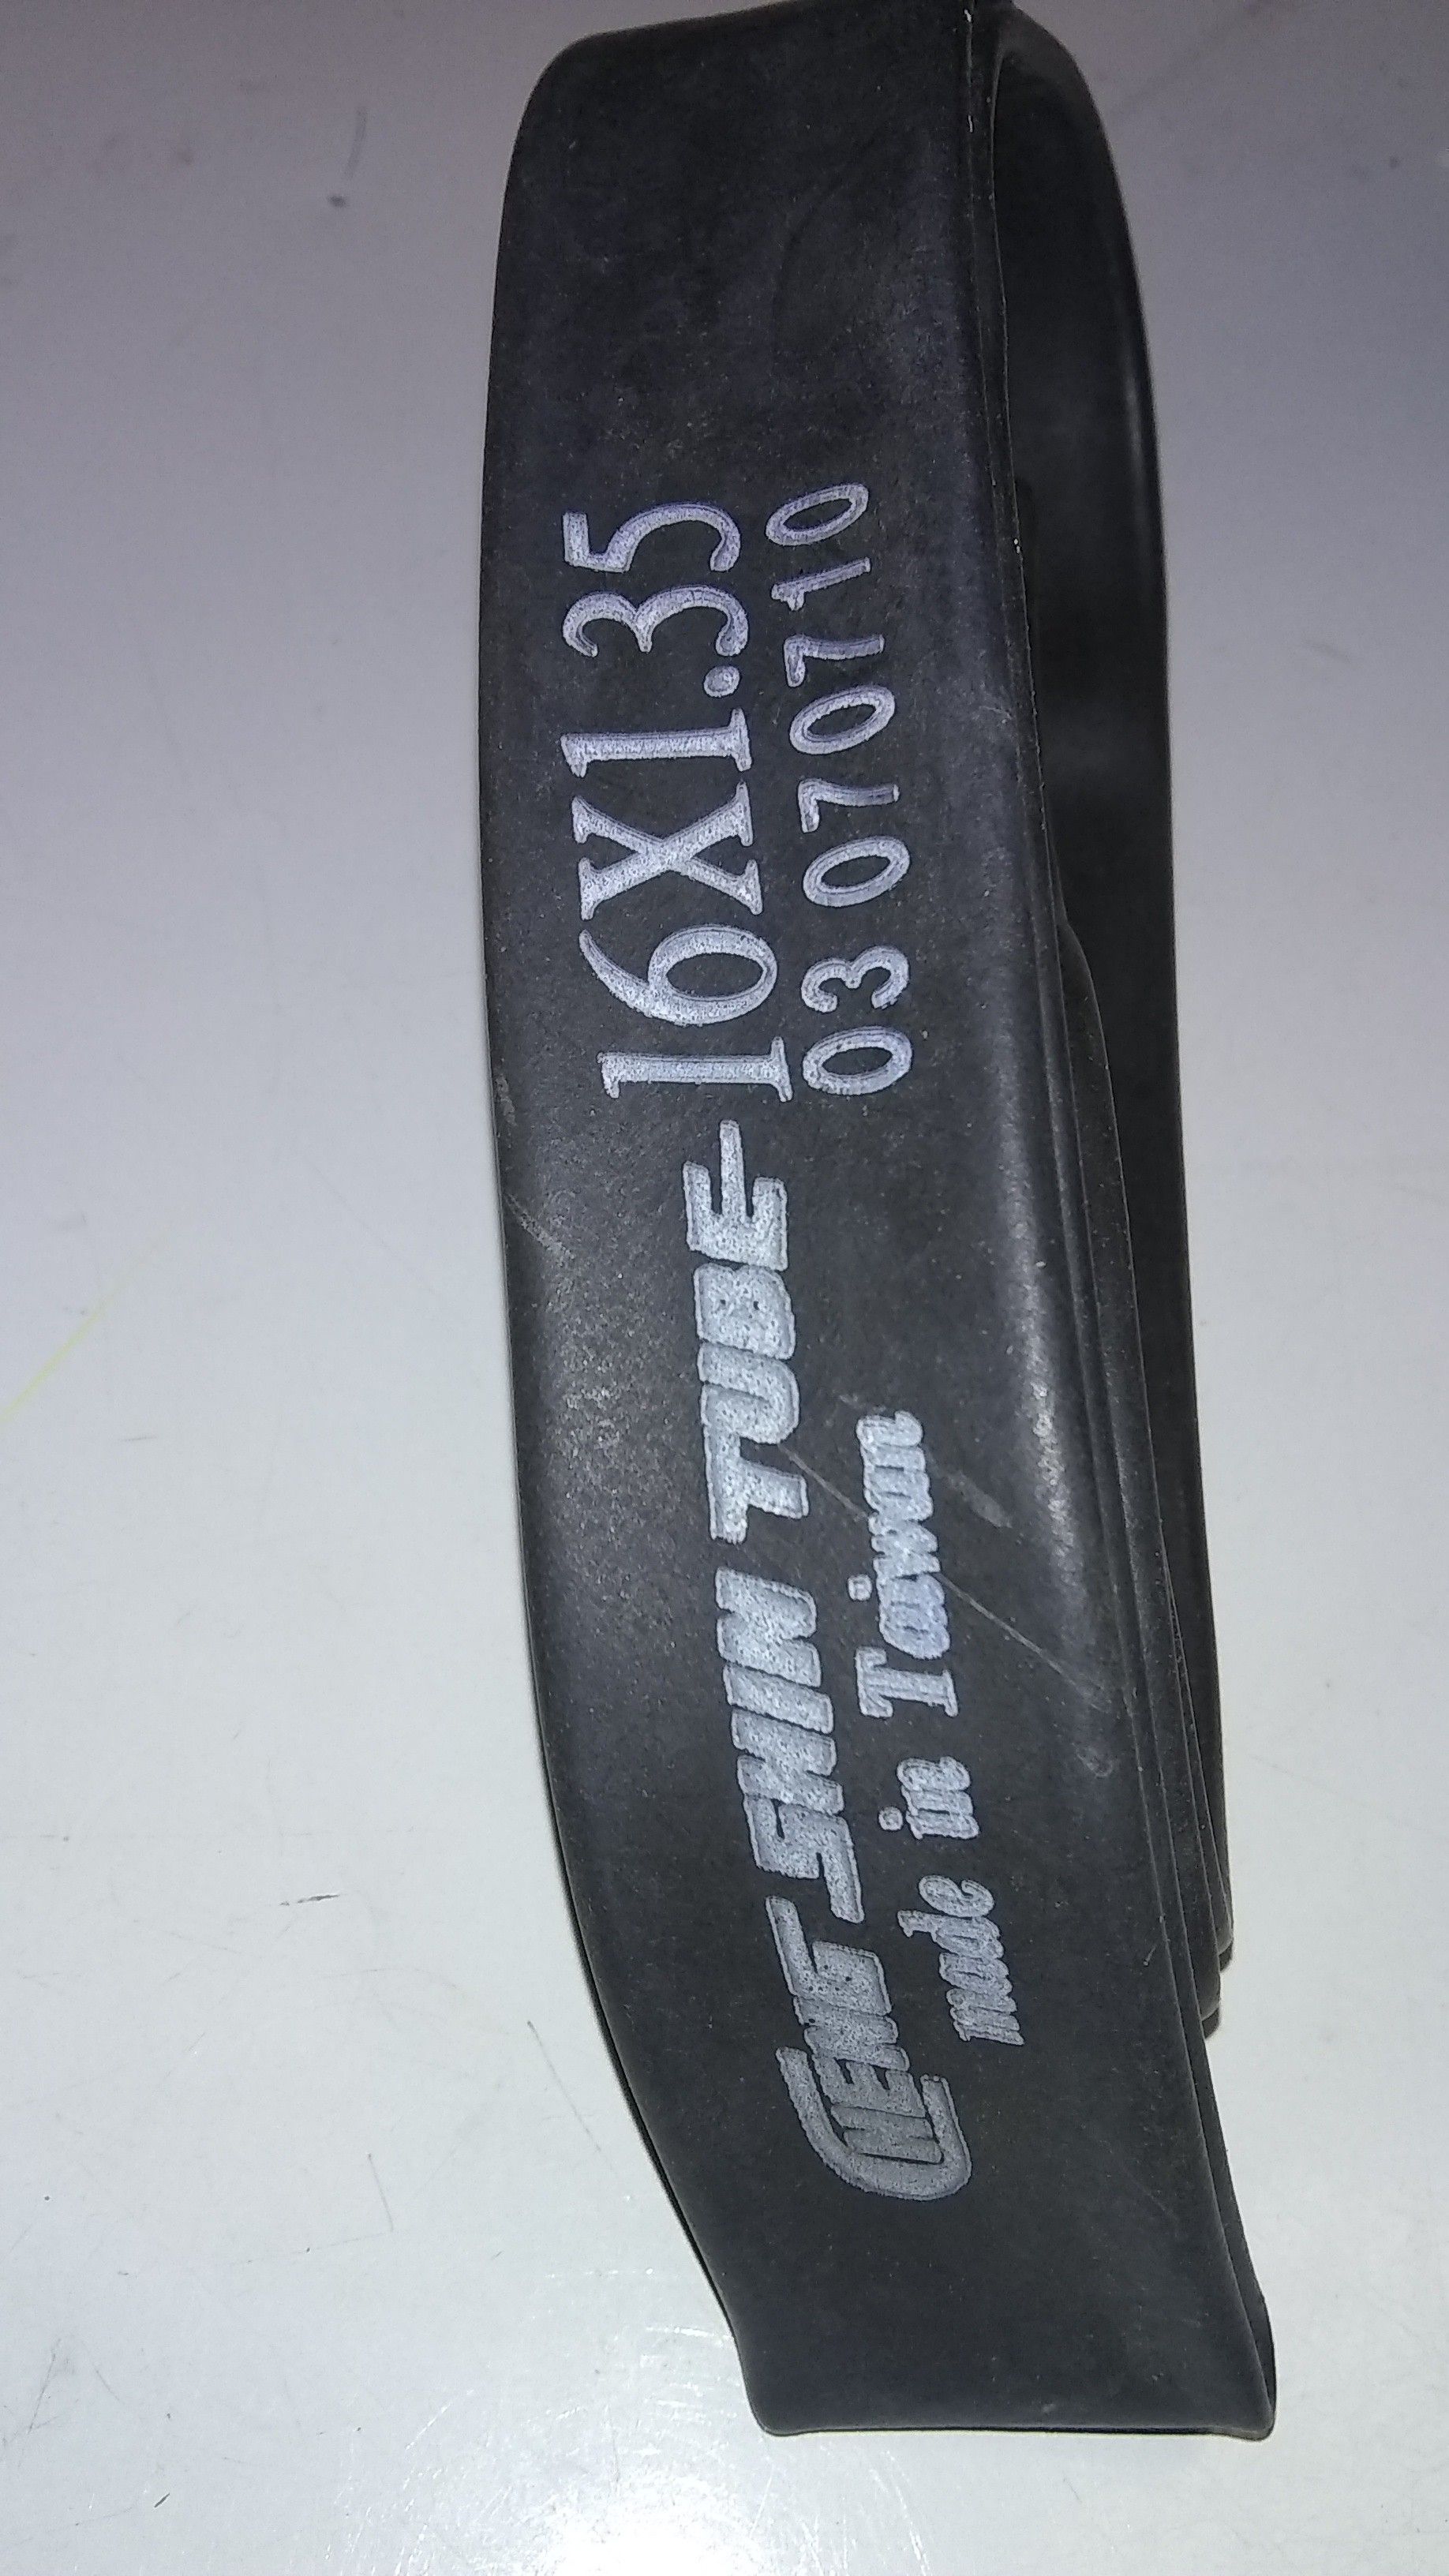 CHENG SHIN TUBE 16X1.35
made in Taiwan 03 070710